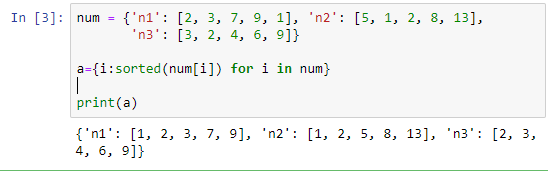 In [3]: num = {'n1': [2, 3, 7, 9, 1], 'n2': [5, 1, 2, 8, 13],
'n3': [3, 2, 4, 6, 9]}
a={i:sorted(num[i]) for i in num}
print(a)
{'n1': [1, 2, 3, 7, 9], 'n2': [1, 2, 5, 8, 13], 'n3': [2, 3,
4, 6, 9]}